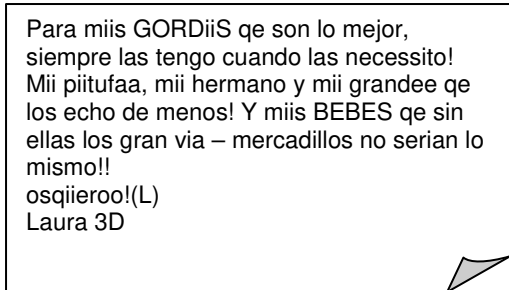 Para miis GORDiiS qe son lo mejor,
siempre las tengo cuando las necessito!
Mii piitufaa, mii hermano y mii grandee qe
los echo de menos! Y miis BEBES qe sin
ellas los gran via – mercadillos no serian lo
mismo!!
osqiieroo!(L)
Laura 3D